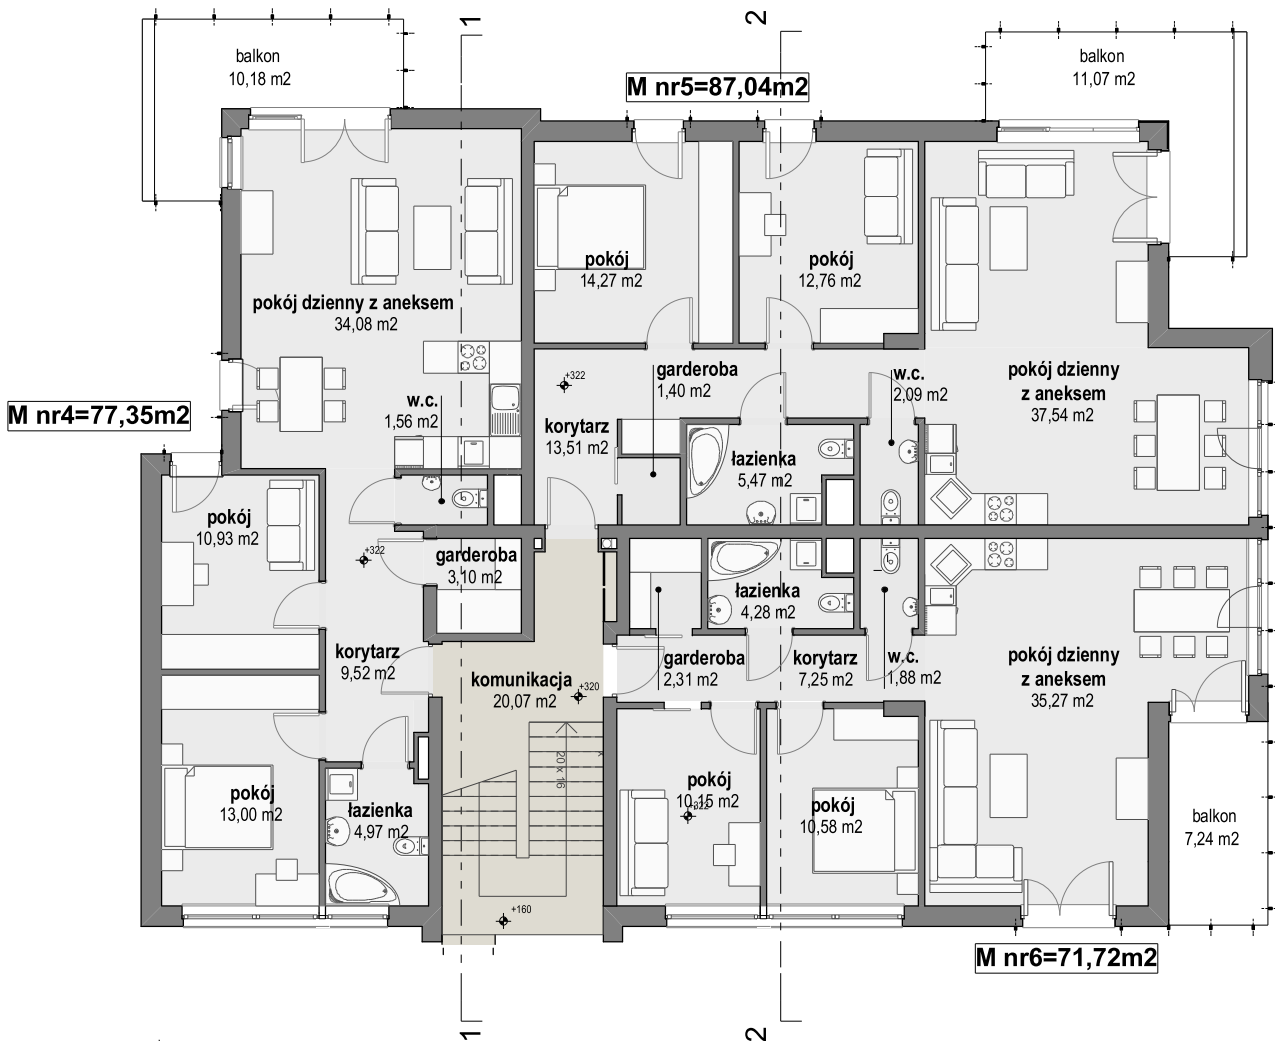 1
2
balkon
10,18 m2
balkon
11,07 m2
M nr5=87,04m2
pokój
14,27 m2
pokój
12,76 m2
pokój dzienny z aneksem
34,08 m2
garderoba
1,40 m2
w.c.
2,09 m2
pokój dzienny
z aneksem
37,54 m2
+322
w.c.
1,56 m2
M nr4=77,35m2
korytarz
13,51 m2
łazienka
5,47 m2
pokój
10,93 m2
+322
garderoba
3,10 m2
łazienka
4,28 m2
korytarz
9,52 m2
komunikacja
20,07 m2
+320
garderoba
2,31 m2
korytarz
7,25 m2
w.c.
1,88 m2
pokój dzienny
z aneksem
35,27 m2
20 x 16
pokój
13,00 m2
łazienka
4,97 m2
pokój
10,15 m2
+322
pokój
10,58 m2
balkon
7,24 m2
+160
M nr6=71,72m2
1
2